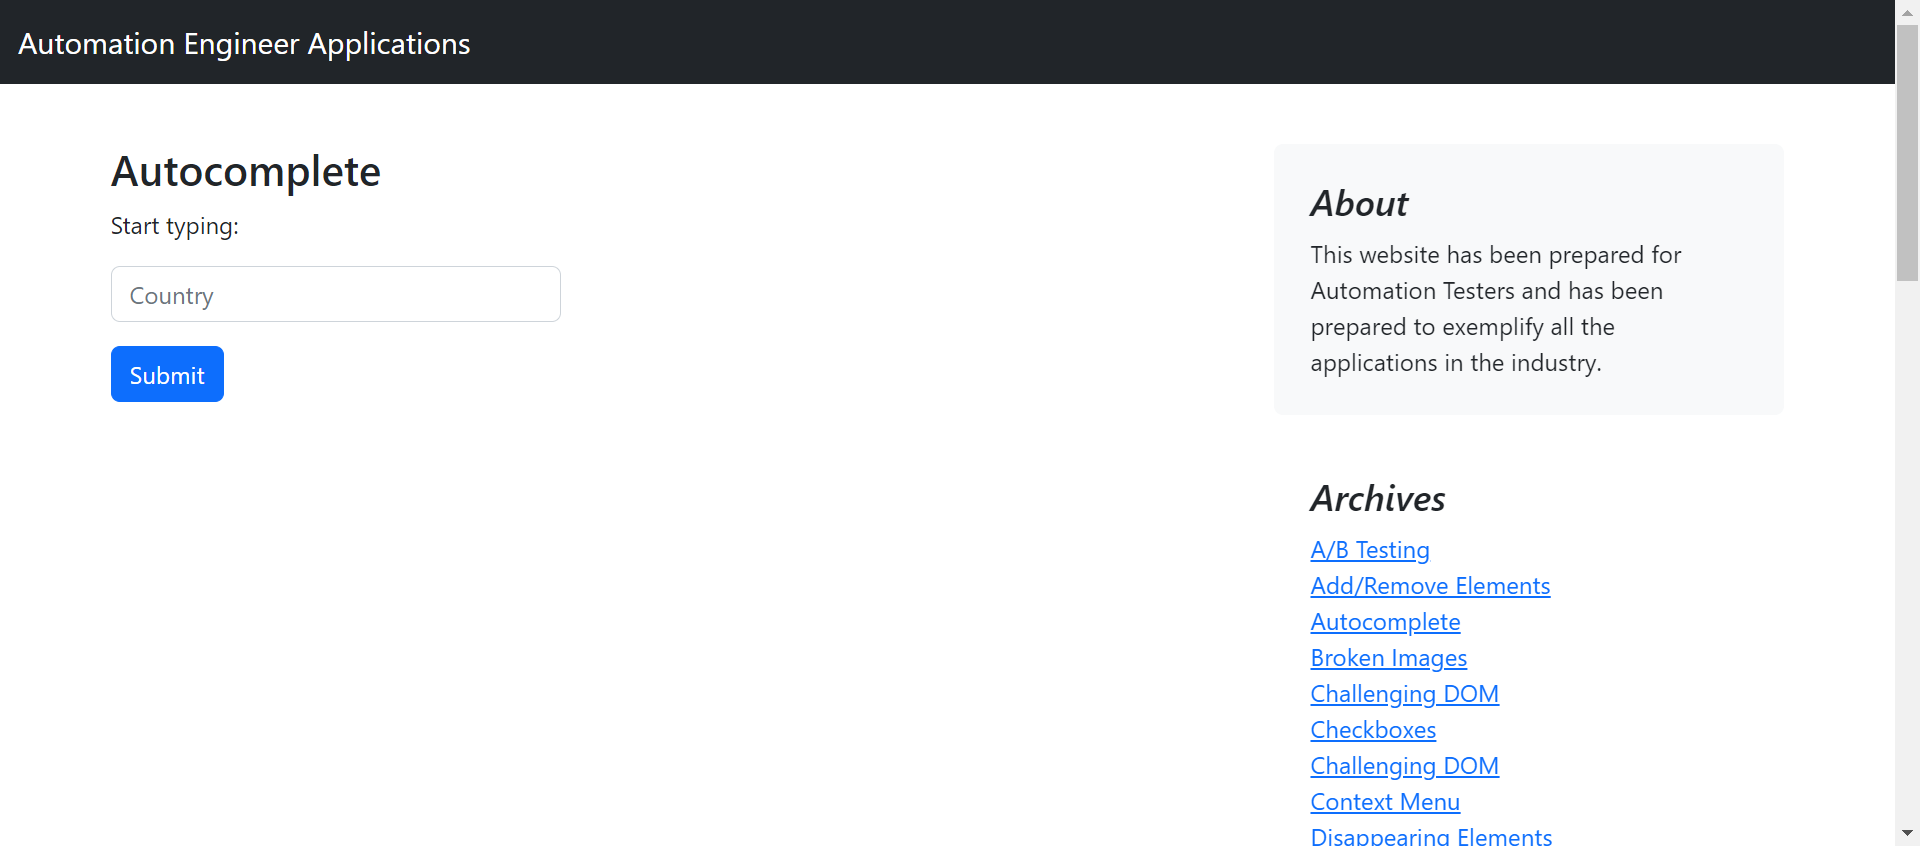 Automation Engineer Applications
Autocomplete
Start typing:
Country
Submit
About
This website has been prepared for
Automation Testers and has been
prepared to exemplify all the
applications in the industry.
Archives
A/B Testing
Add/Remove Elements
Autocomplete
Broken Images
Challenging DOM
Checkboxes
Challenging DOM
Context Menu
Disappearing Elements